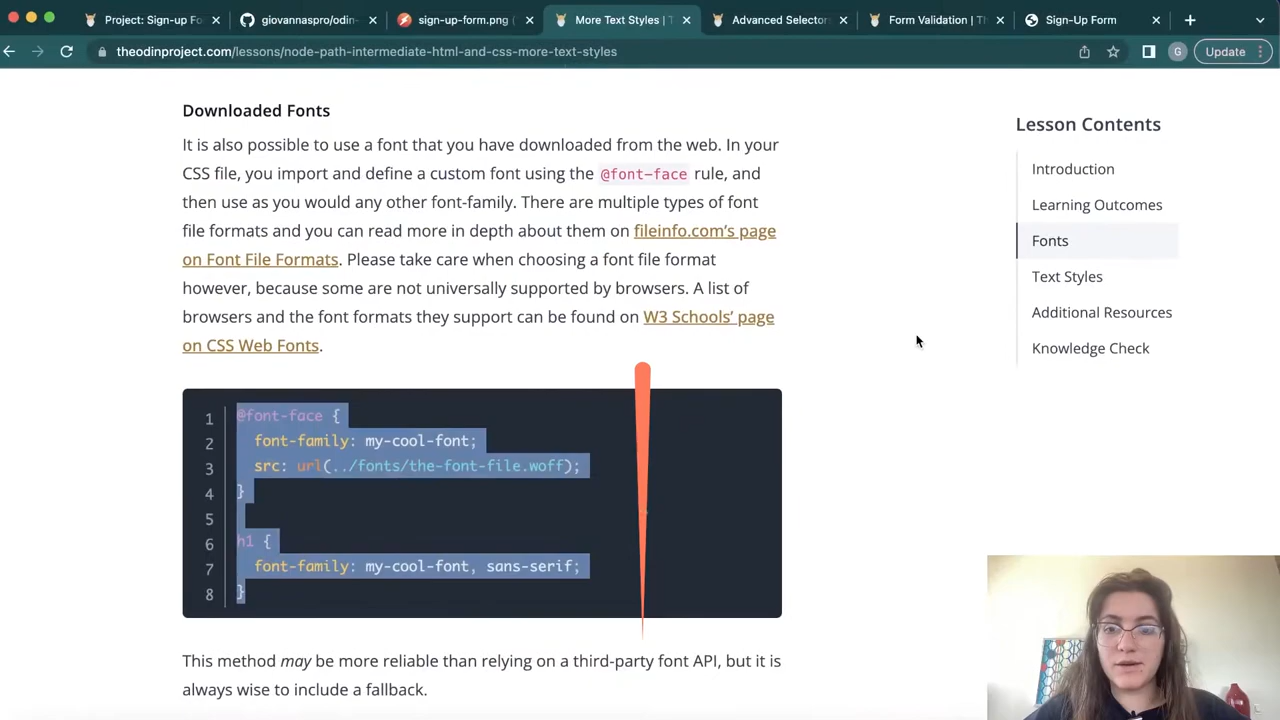 Project: Sign-up Fo
giovannaspro/odin-
sign-up-form.png (
More Text Styles | T
Advanced Selectors
Form Validation | Th
Sign-Up Form
theodinproject.com/lessons/node-path-intermediate-html-and-css-more-text-styles
G
Update
Downloaded Fonts
It is also possible to use a font that you have downloaded from the web. In your
CSS file, you import and define a custom font using the @font-face rule, and
then use as you would any other font-family. There are multiple types of font
file formats and you can read more in depth about them on fileinfo.com's page
on Font File Formats. Please take care when choosing a font file format
however, because some are not universally supported by browsers. A list of
browsers and the font formats they support can be found on W3 Schools' page
on CSS Web Fonts.
1 @font-face {
2 font-family: my-cool-font;
3 src: url(../fonts/the-font-file.woff);
4 }
5
6 h1 {
7 font-family: my-cool-font, sans-serif;
8 }
This method may be more reliable than relying on a third-party font API, but it is
always wise to include a fallback.
Lesson Contents
Introduction
Learning Outcomes
Fonts
Text Styles
Additional Resources
Knowledge Check